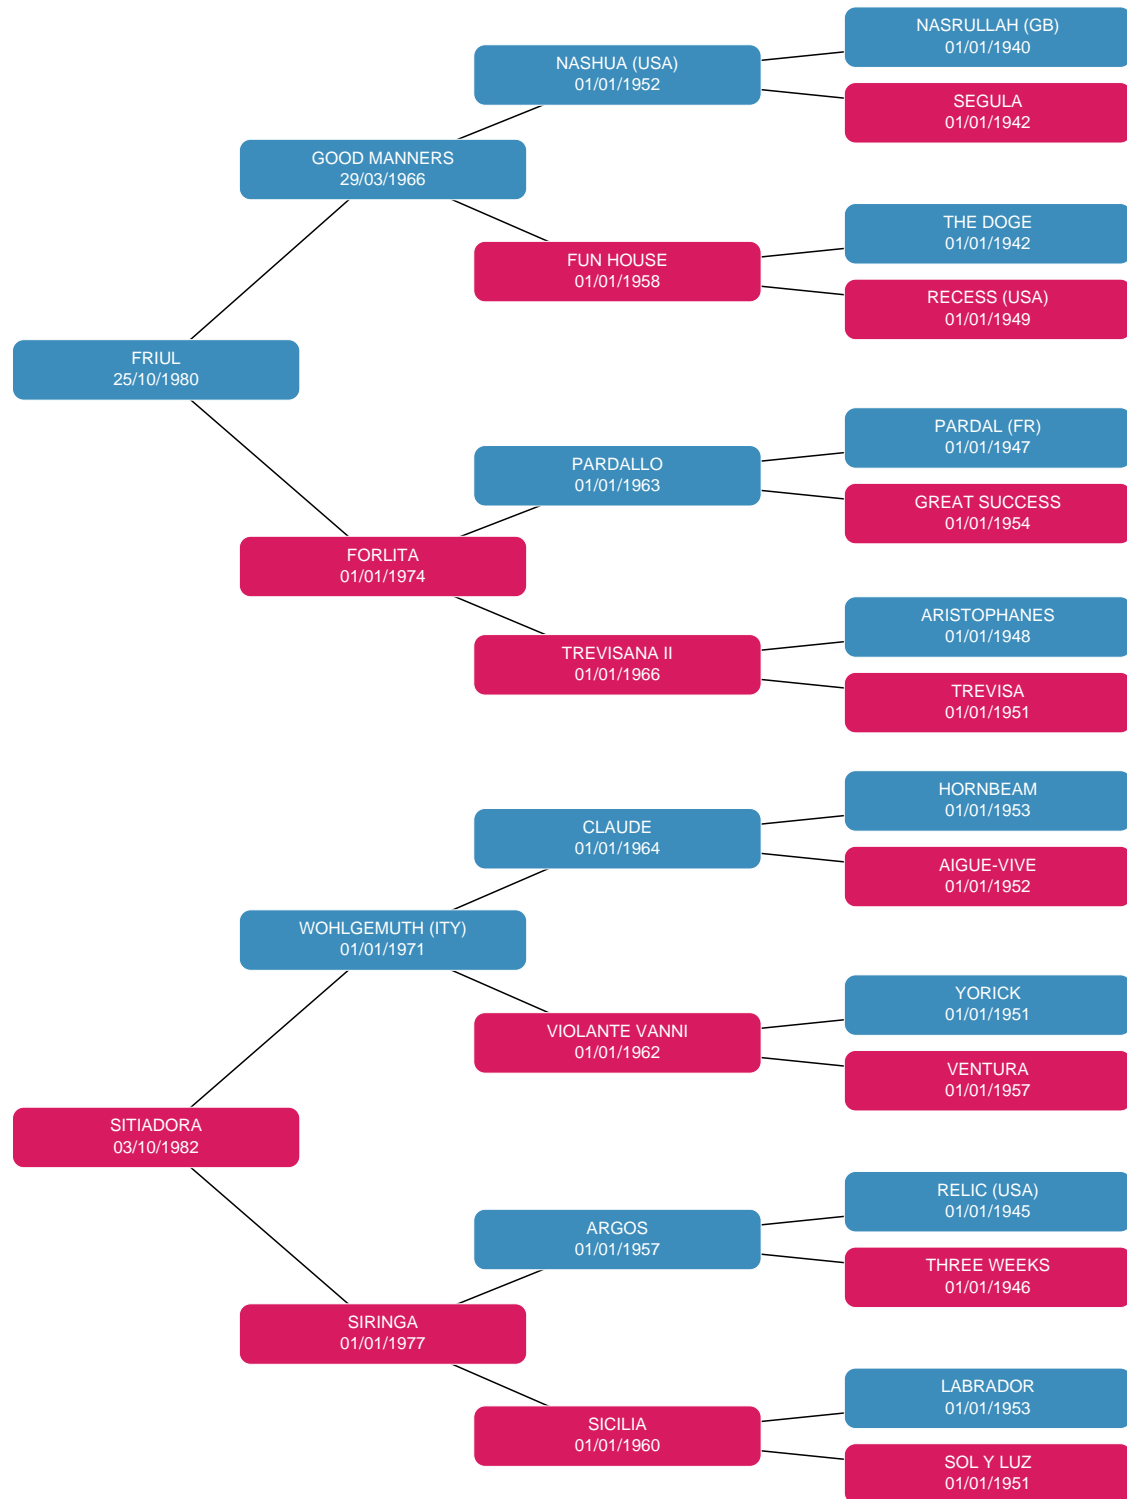 NASRULLAH (GB)
01/01/1940
NASHUA (USA)
01/01/1952
SEGULA
01/01/1942
GOOD MANNERS
29/03/1966
THE DOGE
01/01/1942
FUN HOUSE
01/01/1958
RECESS (USA)
01/01/1949
FRIUL
25/10/1980
PARDAL (FR)
01/01/1947
PARDALLO
01/01/1963
GREAT SUCCESS
01/01/1954
FORLITA
01/01/1974
ARISTOPHANES
01/01/1948
TREVISANA II
01/01/1966
TREVISA
01/01/1951
HORNBEAM
01/01/1953
CLAUDE
01/01/1964
AIGUE-VIVE
01/01/1952
WOHLGEMUTH (ITY)
01/01/1971
YORICK
01/01/1951
VIOLANTE VANNI
01/01/1962
VENTURA
01/01/1957
SITIADORA
03/10/1982
RELIC (USA)
01/01/1945
ARGOS
01/01/1957
THREE WEEKS
01/01/1946
SIRINGA
01/01/1977
LABRADOR
01/01/1953
SICILIA
01/01/1960
SOL Y LUZ
01/01/1951